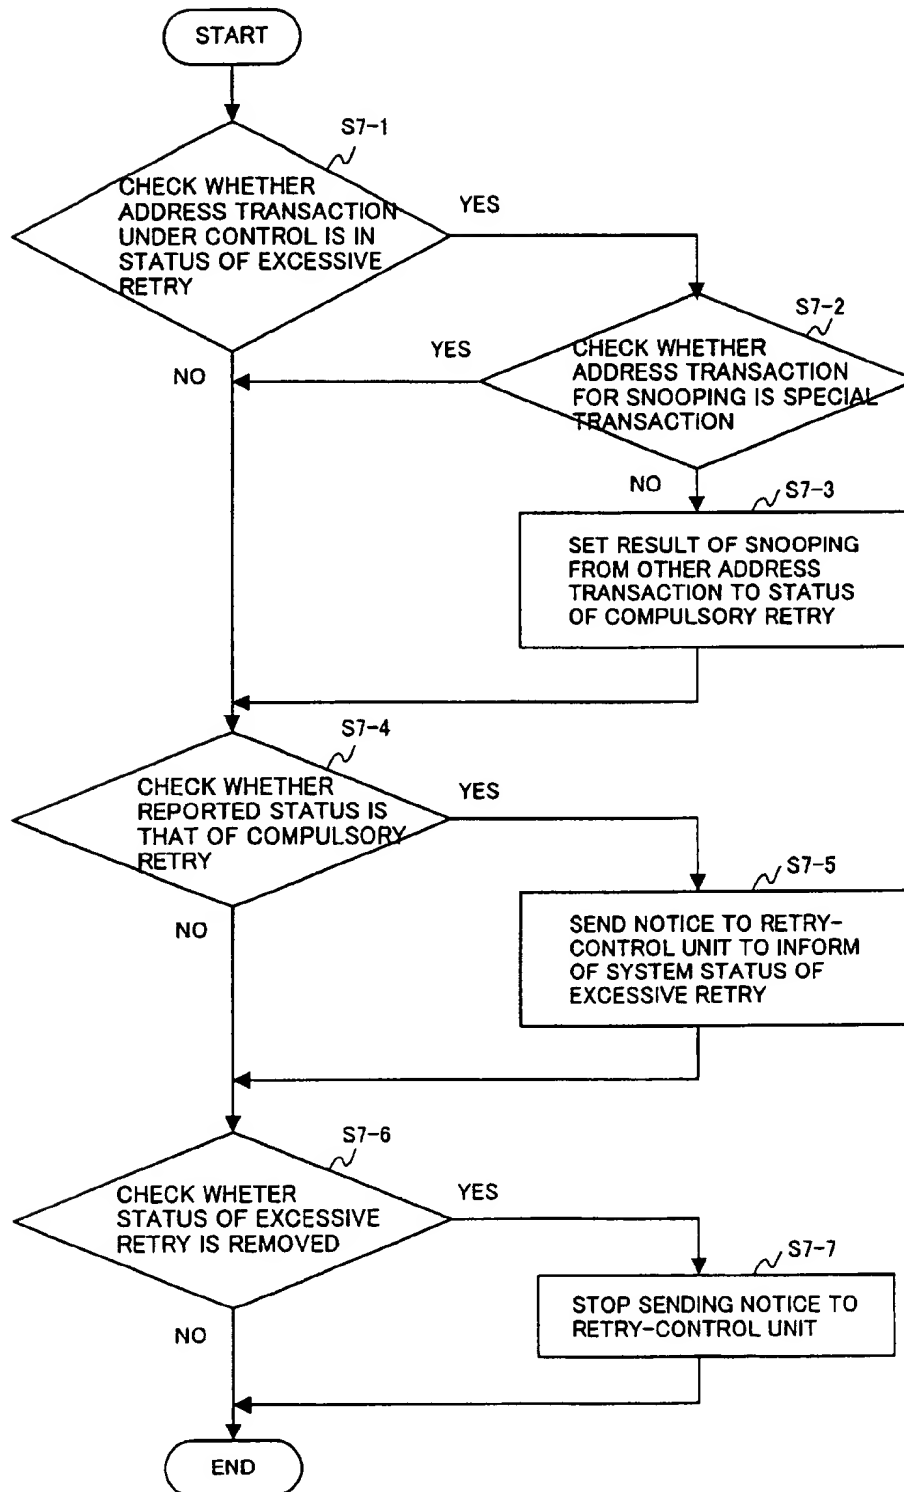 START
S7-1
CHECK WHETHER
ADDRESS TRANSACTION
UNDER CONTROL IS IN
STATUS OF EXCESSIVE
RETRY
YES
NO
S7-2
CHECK WHETHER
ADDRESS TRANSACTION
FOR SNOOPING IS SPECIAL
TRANSACTION
YES
NO
S7-3
SET RESULT OF SNOOPING
FROM OTHER ADDRESS
TRANSACTION TO STATUS
OF COMPULSORY RETRY
S7-4
CHECK WHETHER
REPORTED STATUS IS
THAT OF COMPULSORY
RETRY
YES
NO
S7-5
SEND NOTICE TO RETRY-
CONTROL UNIT TO INFORM
OF SYSTEM STATUS OF
EXCESSIVE RETRY
S7-6
CHECK WHETER
STATUS OF EXCESSIVE
RETRY IS REMOVED
YES
NO
S7-7
STOP SENDING NOTICE TO
RETRY-CONTROL UNIT
END